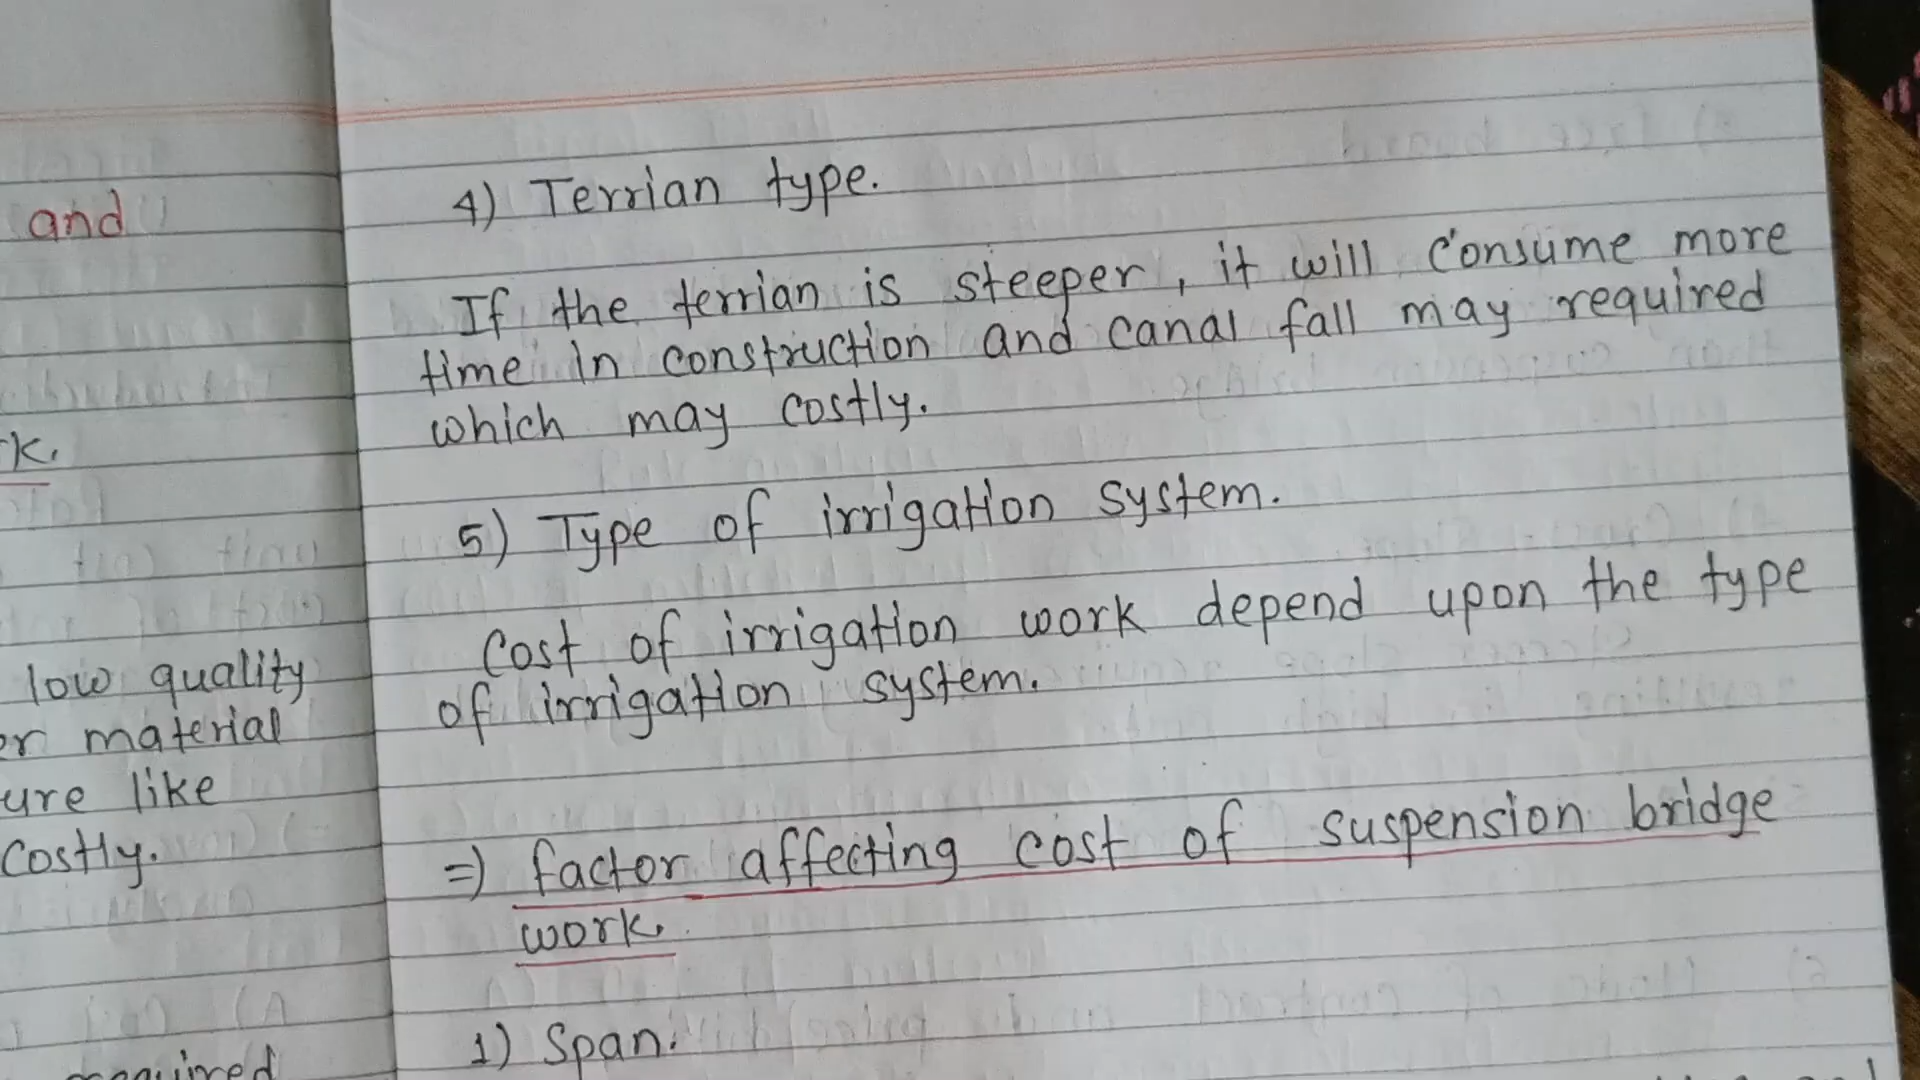 and
k.
low quality
er material
ure like
Costly.
required
4) Terrian type.
If the terrian is steeper, it will consume more
time in construction and canal fall may required
which may costly.
5) Type of irrigation system.
Cost of irrigation work depend upon the type
of irrigation system.
=) factor affecting cost of suspension bridge
work.
1) Span.